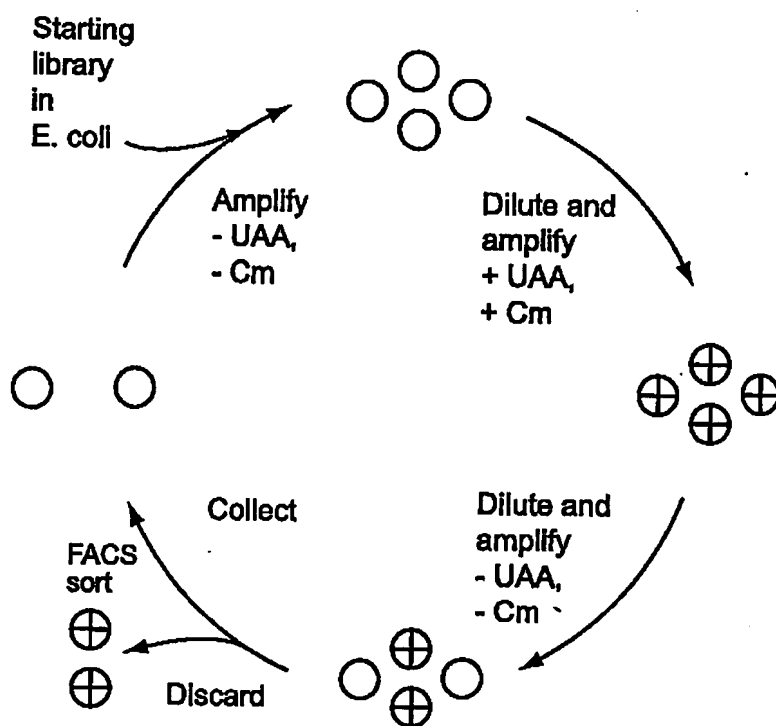 Starting
library
in
E. coli
Amplify
- UAA,
- Cm
Dilute and
amplify
+ UAA,
+ Cm
Dilute and
amplify
- UAA,
- Cm
Collect
FACS
sort
Discard